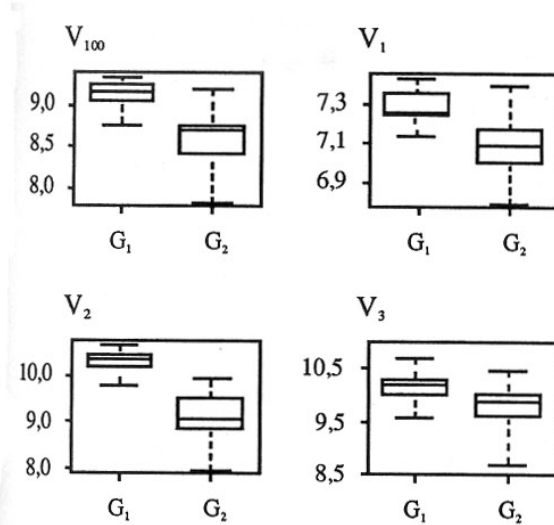 V₁₀₀
9,0
8,5
8,0
G₁ G₂
V₁
7,3
7,1
6,9
G₁ G₂
V₂
10,0
9,0
8,0
G₁ G₂
V₃
10,5
9,5
8,5
G₁ G₂